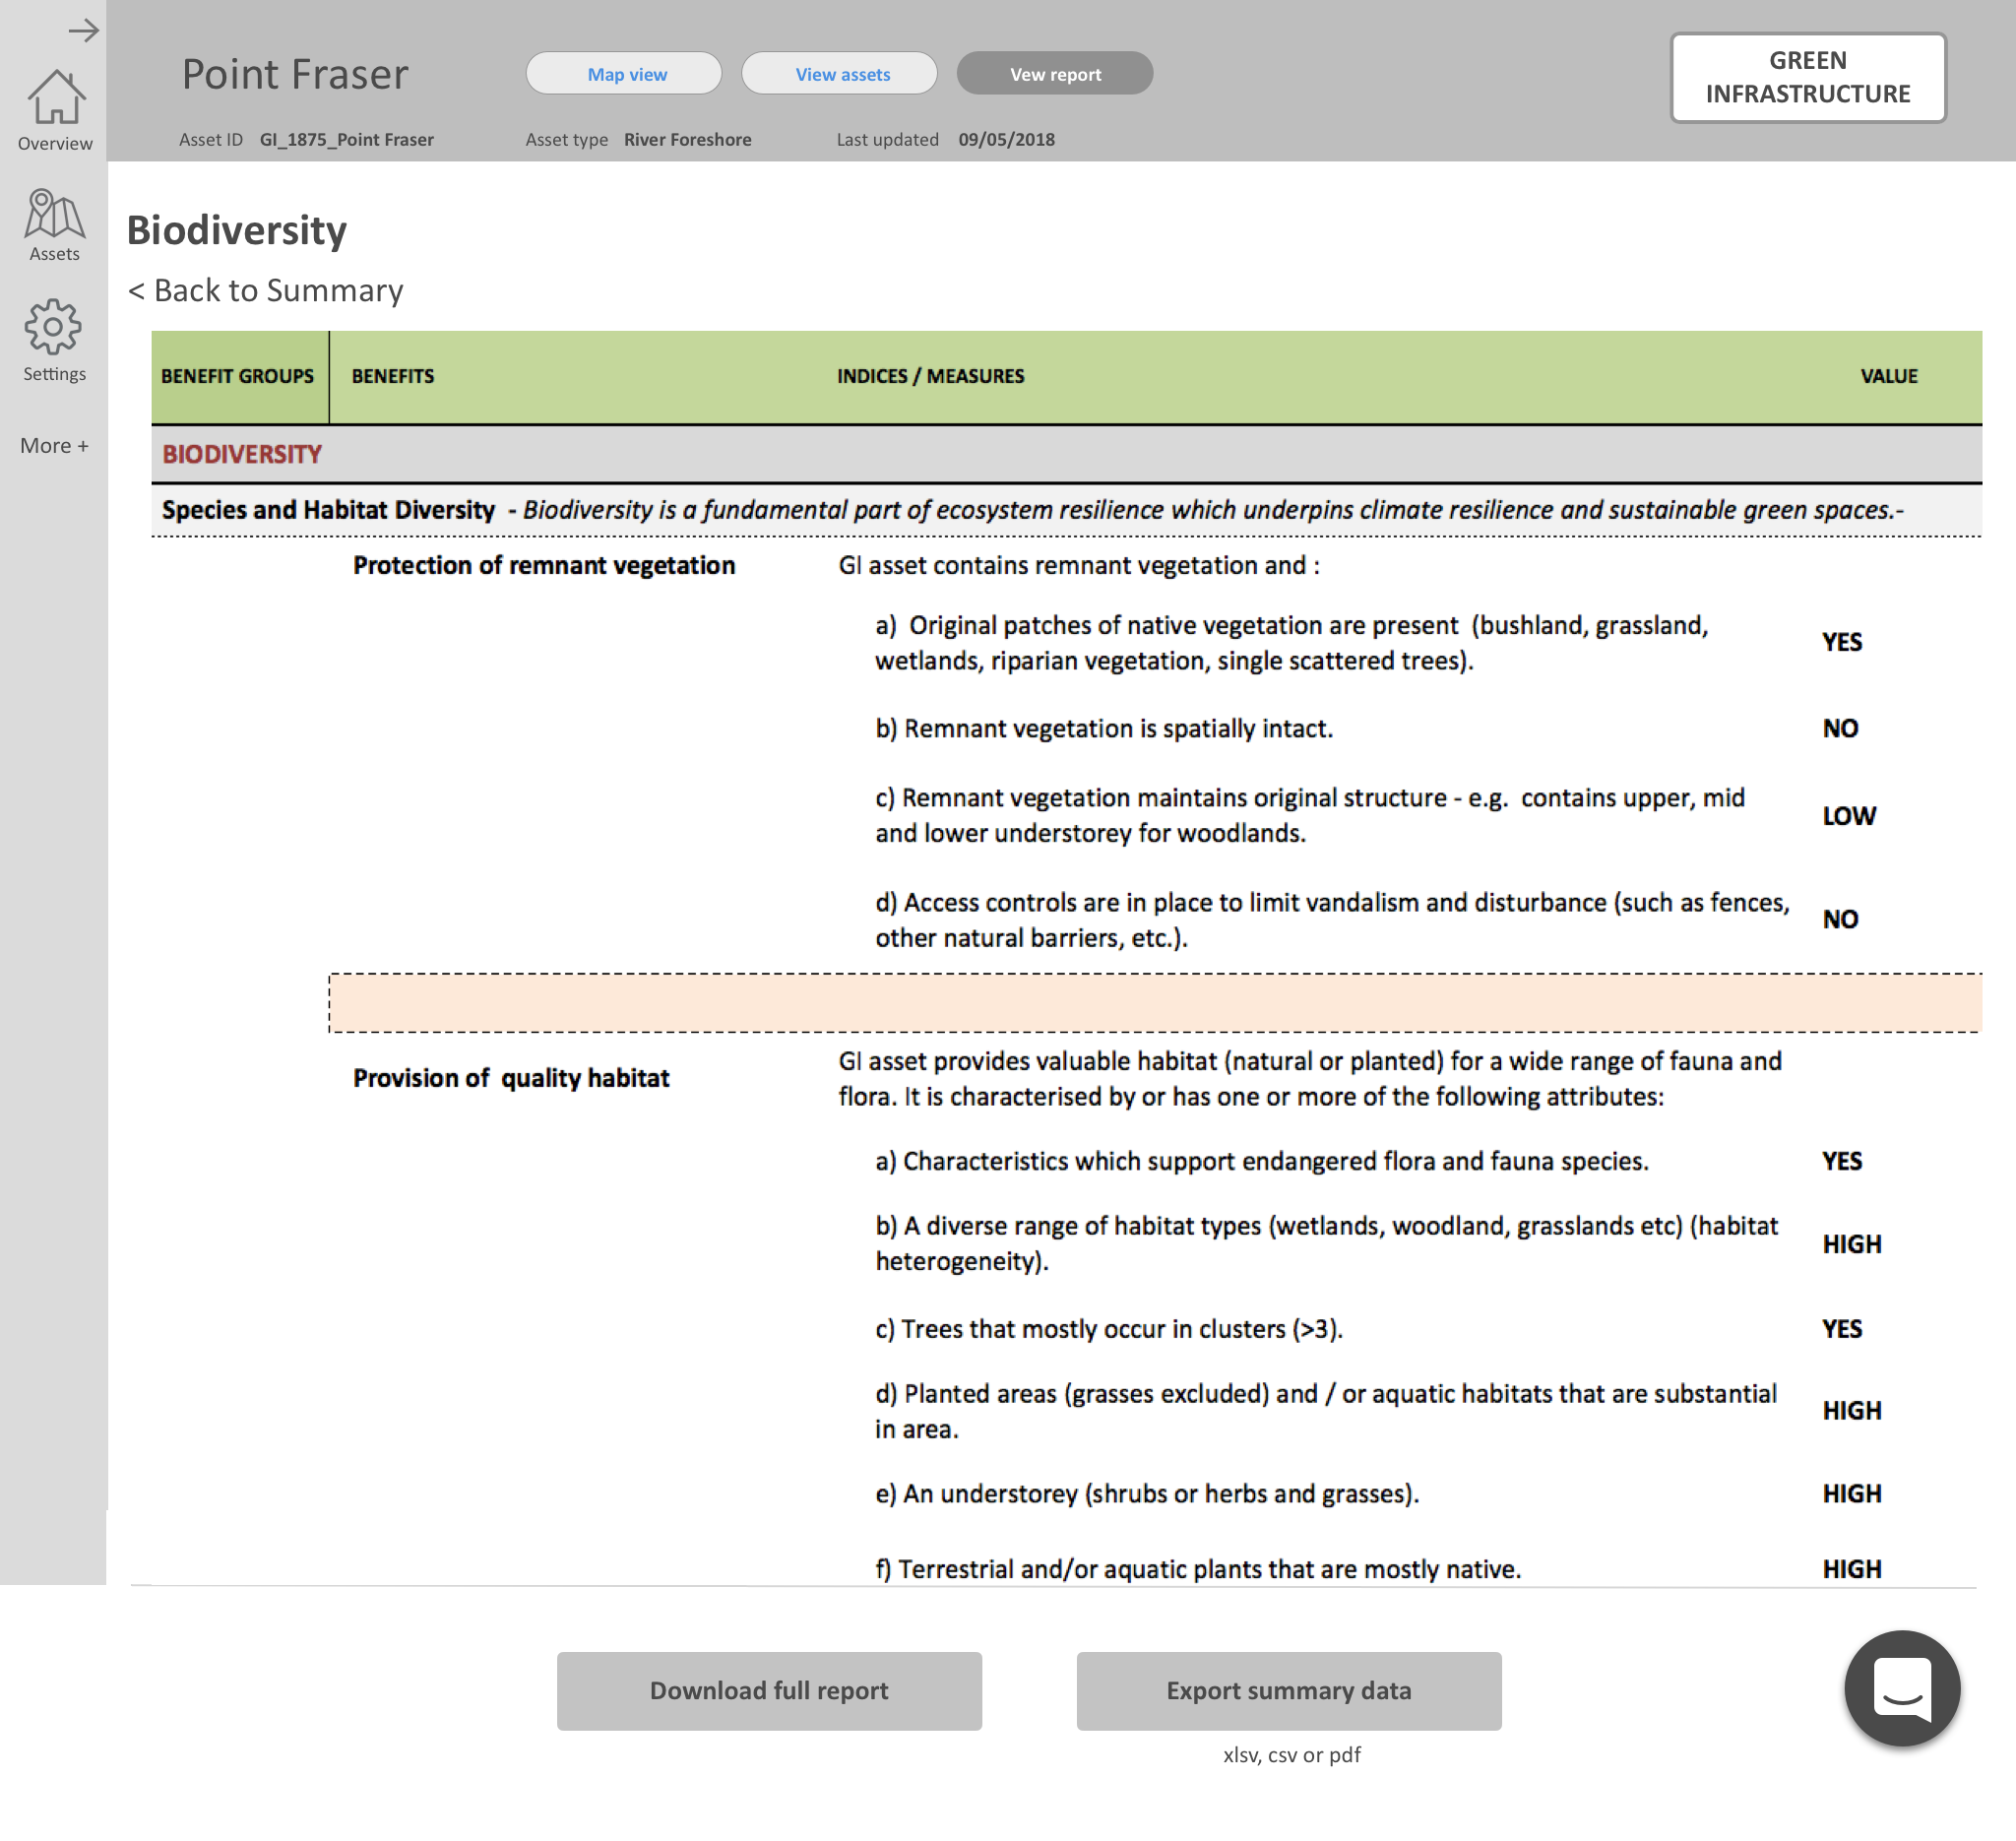 Point Fraser
Map view
View assets
Vew report
GREEN
INFRASTRUCTURE
Asset ID GI_1875_Point Fraser
Asset type River Foreshore
Last updated 09/05/2018
Overview
Assets
Settings
More +
Biodiversity
< Back to Summary
BENEFIT GROUPS BENEFITS INDICES / MEASURES VALUE
BIODIVERSITY
Species and Habitat Diversity - Biodiversity is a fundamental part of ecosystem resilience which underpins climate resilience and sustainable green spaces.-
Protection of remnant vegetation GI asset contains remnant vegetation and :
a) Original patches of native vegetation are present (bushland, grassland,
wetlands, riparian vegetation, single scattered trees).
YES
b) Remnant vegetation is spatially intact. NO
c) Remnant vegetation maintains original structure - e.g. contains upper, mid
and lower understorey for woodlands.
LOW
d) Access controls are in place to limit vandalism and disturbance (such as fences,
other natural barriers, etc.).
NO
Provision of quality habitat
GI asset provides valuable habitat (natural or planted) for a wide range of fauna and
flora. It is characterised by or has one or more of the following attributes:
a) Characteristics which support endangered flora and fauna species. YES
b) A diverse range of habitat types (wetlands, woodland, grasslands etc) (habitat
heterogeneity).
HIGH
c) Trees that mostly occur in clusters (>3). YES
d) Planted areas (grasses excluded) and / or aquatic habitats that are substantial
in area.
HIGH
e) An understorey (shrubs or herbs and grasses). HIGH
f) Terrestrial and/or aquatic plants that are mostly native. HIGH
Download full report
Export summary data
xlsv, csv or pdf